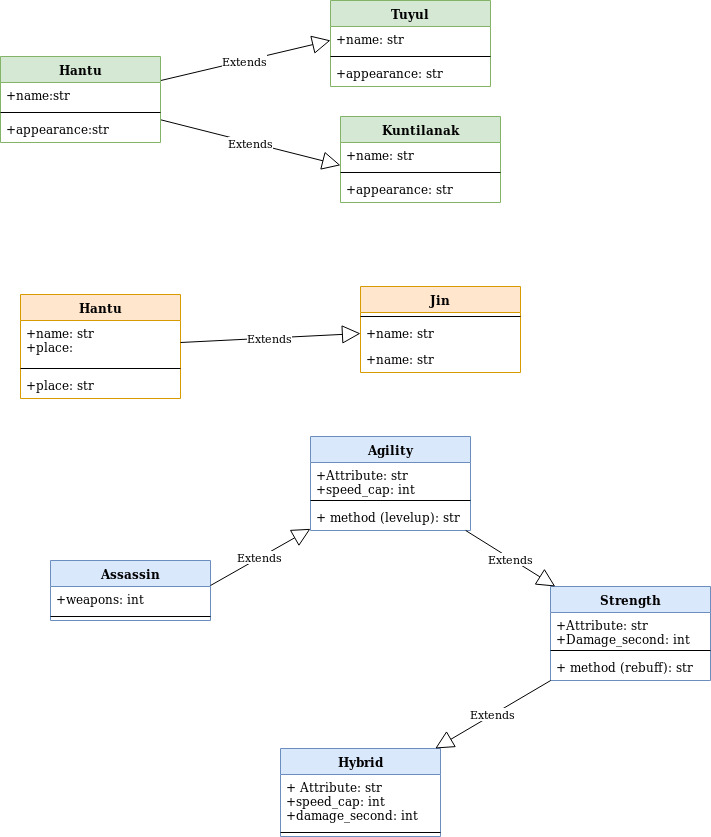 Tuyul
+name: str
+appearance: str
Extends
Hantu
+name:str
+appearance:str
Extends
Kuntilanak
+name: str
+appearance: str
Hantu
+name: str
+place:
+place: str
Extends
Jin
+name: str
+name: str
Agility
+Attribute: str
+speed_cap: int
+ method (levelup): str
Extends
Assassin
+weapons: int
Extends
Strength
+Attribute: str
+Damage_second: int
+ method (rebuff): str
Extends
Hybrid
+ Attribute: str
+speed_cap: int
+damage_second: int